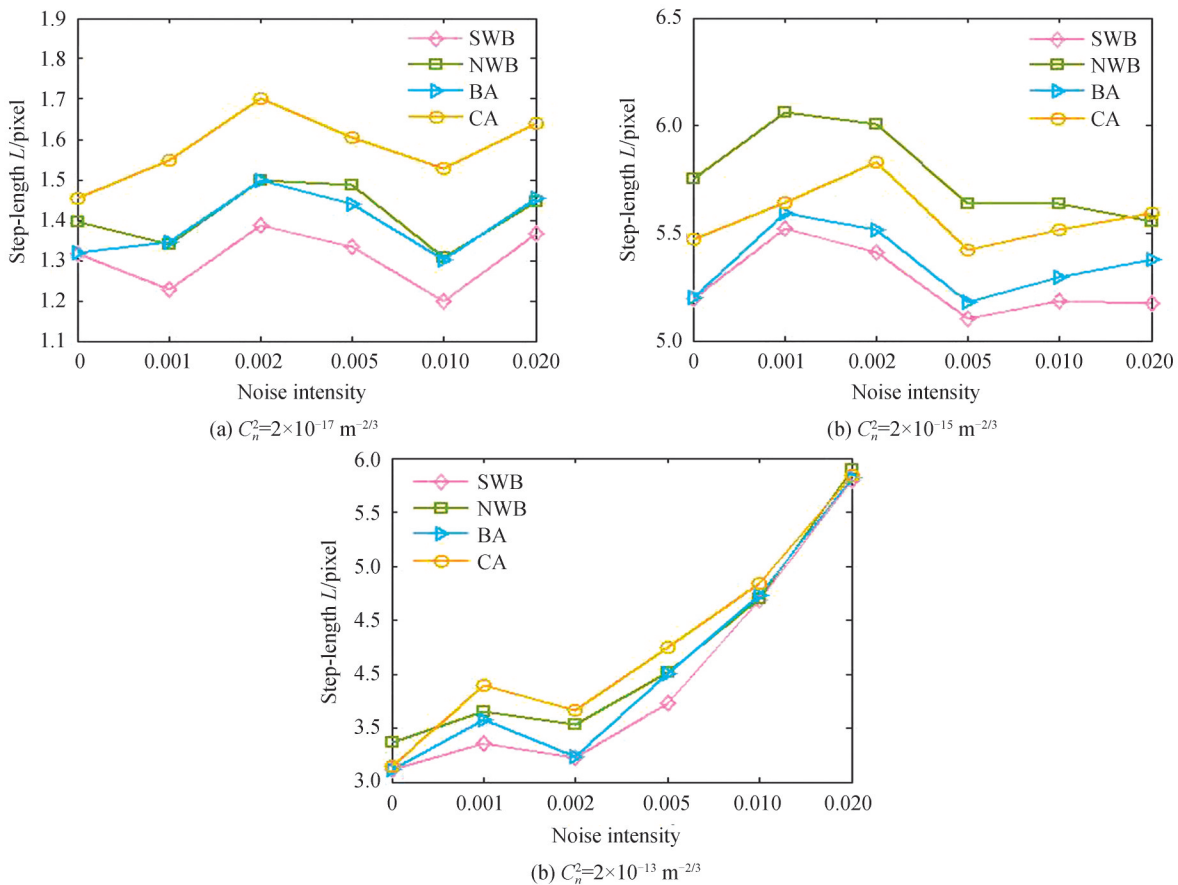 1.9
1.8
1.7
1.6
1.5
1.4
1.3
1.2
1.1
Step-length L/pixel
SWB
NWB
BA
CA
0 0.001 0.002 0.005 0.010 0.020
Noise intensity
(a) C_n^2=2×10^−17 m^−2/3
6.5
6.0
5.5
5.0
Step-length L/pixel
SWB
NWB
BA
CA
0 0.001 0.002 0.005 0.010 0.020
Noise intensity
(b) C_n^2=2×10^−15 m^−2/3
6.0
5.5
5.0
4.5
4.5
3.5
3.0
Step-length L/pixel
SWB
NWB
BA
CA
0 0.001 0.002 0.005 0.010 0.020
Noise intensity
(b) C_n^2=2×10^−13 m^−2/3